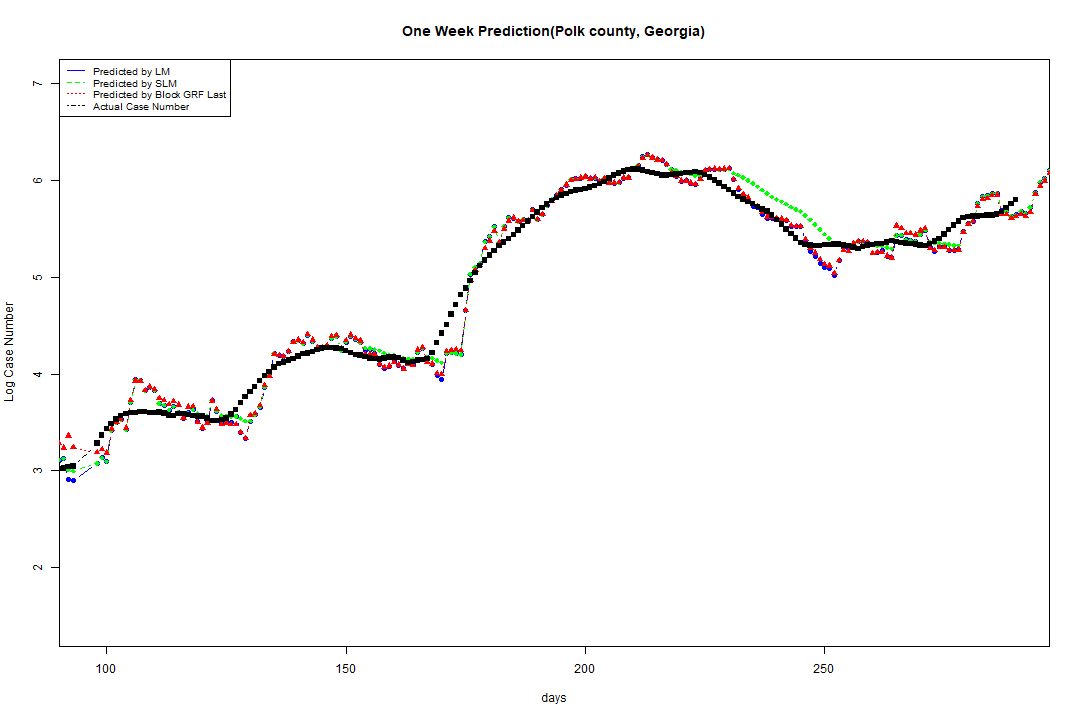 One Week Prediction(Polk county, Georgia)
Predicted by LM
Predicted by SLM
Predicted by Block GRF Last
Actual Case Number
Log Case Number
7
6
5
4
3
2
100 150 200 250
days